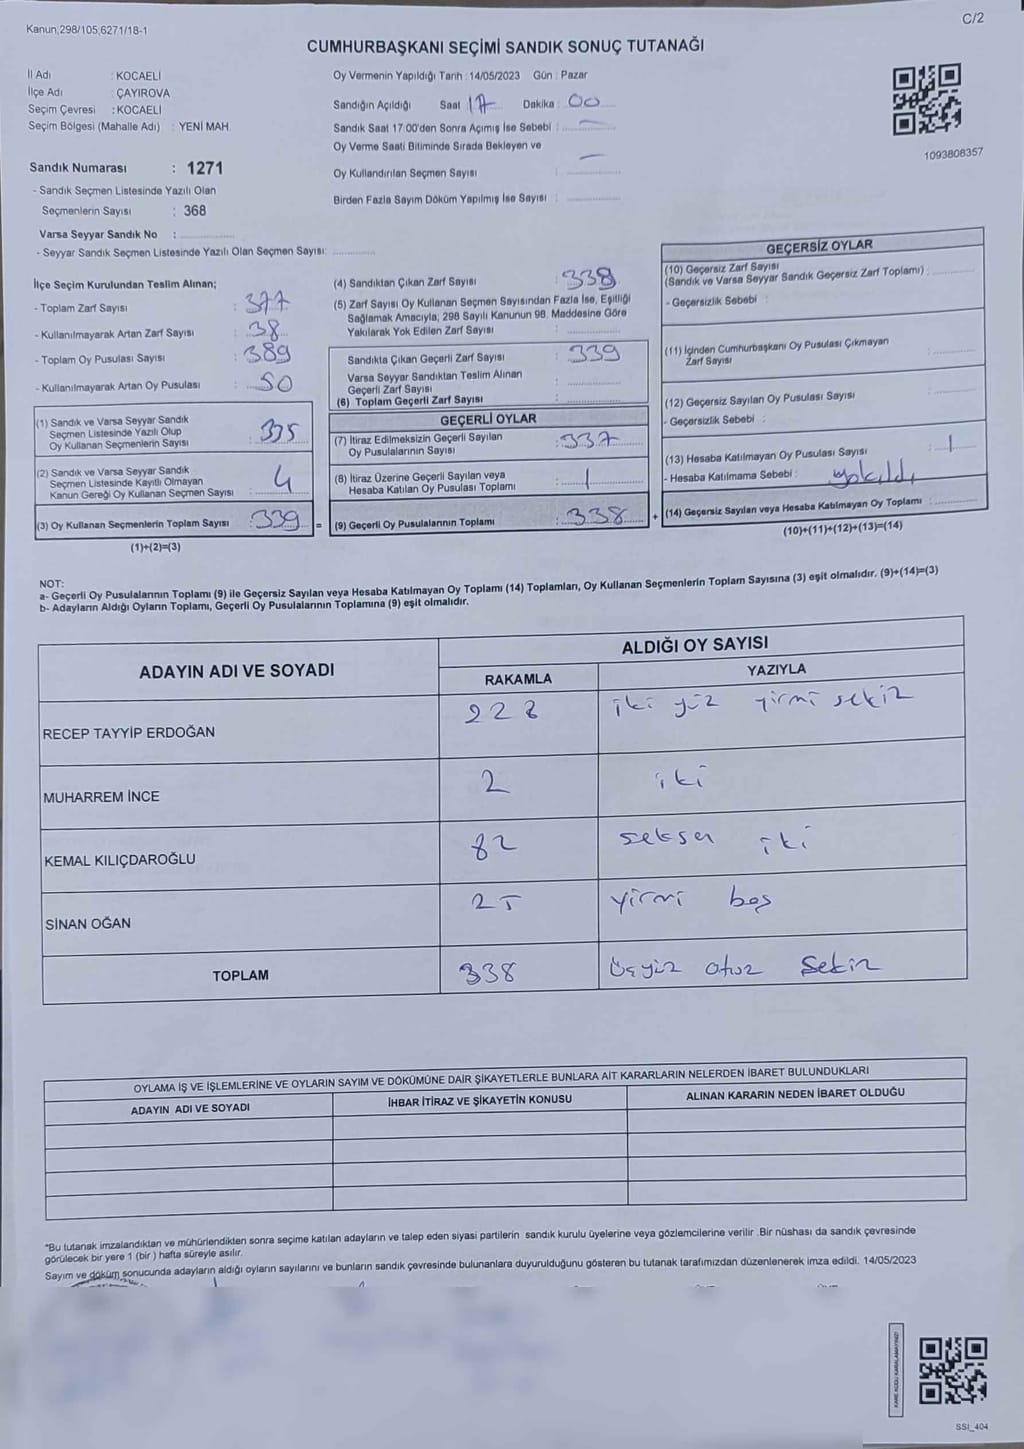 Kanun;298/105;6271/18-1
C/2
CUMHURBAŞKANI SEÇİMİ SANDIK SONUÇ TUTANAĞI
İl Adı : KOCAELİ
İlçe Adı : ÇAYIROVA
Seçim Çevresi : KOCAELİ
Seçim Bölgesi (Mahalle Adı) : YENİ MAH.
Sandık Numarası : 1271
- Sandık Seçmen Listesinde Yazılı Olan
Seçmenlerin Sayısı : 368
Varsa Seyyar Sandık No :
- Seyyar Sandık Seçmen Listesinde Yazılı Olan Seçmen Sayısı:
Oy Vermenin Yapıldığı Tarih : 14/05/2023 Gün : Pazar
Sandığın Açıldığı Saat 17 Dakika : 00
Sandık Saat 17:00'den Sonra Açımış İse Sebebi : —
Oy Verme Saati Bitiminde Sırada Bekleyen ve
Oy Kullandırılan Seçmen Sayısı : —
Birden Fazla Sayım Döküm Yapılmış İse Sayısı :
1093808357
İlçe Seçim Kurulundan Teslim Alınan;
- Toplam Zarf Sayısı : 377
- Kullanılmayarak Artan Zarf Sayısı : 38
- Toplam Oy Pusulası Sayısı : 389
- Kullanılmayarak Artan Oy Pusulası : 50
(1) Sandık ve Varsa Seyyar Sandık
Seçmen Listesinde Yazılı Olup
Oy Kullanan Seçmenlerin Sayısı : 335
(2) Sandık ve Varsa Seyyar Sandık
Seçmen Listesinde Kayıtlı Olmayan
Kanun Gereği Oy Kullanan Seçmen Sayısı : 4
(3) Oy Kullanan Seçmenlerin Toplam Sayısı : 339 =
(1)+(2)=(3)
(4) Sandıktan Çıkan Zarf Sayısı : 338
(5) Zarf Sayısı Oy Kullanan Seçmen Sayısından Fazla İse, Eşitliği
Sağlamak Amacıyla; 298 Sayılı Kanunun 98. Maddesine Göre
Yakılarak Yok Edilen Zarf Sayısı :
Sandıkta Çıkan Geçerli Zarf Sayısı : 339
Varsa Seyyar Sandıktan Teslim Alınan
Geçerli Zarf Sayısı :
(6) Toplam Geçerli Zarf Sayısı :
GEÇERLİ OYLAR
(7) İtiraz Edilmeksizin Geçerli Sayılan
Oy Pusulalarının Sayısı : 337
(8) İtiraz Üzerine Geçerli Sayılan veya
Hesaba Katılan Oy Pusulası Toplamı : 1
(9) Geçerli Oy Pusulalarının Toplamı : 338 +
GEÇERSİZ OYLAR
(10) Geçersiz Zarf Sayısı
(Sandık ve Varsa Seyyar Sandık Geçersiz Zarf Toplamı) :
- Geçersizlik Sebebi :
(11) İçinden Cumhurbaşkanı Oy Pusulası Çıkmayan
Zarf Sayısı :
(12) Geçersiz Sayılan Oy Pusulası Sayısı :
- Geçersizlik Sebebi :
(13) Hesaba Katılmayan Oy Pusulası Sayısı : 1
- Hesaba Katılmama Sebebi : yakıldı
(14) Geçersiz Sayılan veya Hesaba Katılmayan Oy Toplamı :
(10)+(11)+(12)+(13)=(14)
NOT:
a- Geçerli Oy Pusulalarının Toplamı (9) ile Geçersiz Sayılan veya Hesaba Katılmayan Oy Toplamı (14) Toplamları, Oy Kullanan Seçmenlerin Toplam Sayısına (3) eşit olmalıdır. (9)+(14)=(3)
b- Adayların Aldığı Oyların Toplamı, Geçerli Oy Pusulalarının Toplamına (9) eşit olmalıdır.
ADAYIN ADI VE SOYADI ALDIĞI OY SAYISI
RAKAMLA YAZIYLA
RECEP TAYYİP ERDOĞAN 228 iki yüz yirmi sekiz
MUHARREM İNCE 2 iki
KEMAL KILIÇDAROĞLU 82 seksen iki
SİNAN OĞAN 25 yirmi beş
TOPLAM 338 üçyüz otuz sekiz
OYLAMA İŞ VE İŞLEMLERİNE VE OYLARIN SAYIM VE DÖKÜMÜNE DAİR ŞİKAYETLERLE BUNLARA AİT KARARLARIN NELERDEN İBARET BULUNDUKLARI
ADAYIN ADI VE SOYADI İHBAR İTİRAZ VE ŞİKAYETİN KONUSU ALINAN KARARIN NEDEN İBARET OLDUĞU
*Bu tutanak imzalandıktan ve mühürlendikten sonra seçime katılan adayların ve talep eden siyasi partilerin sandık kurulu üyelerine veya gözlemcilerine verilir .Bir nüshası da sandık çevresinde
görülecek bir yere 1 (bir ) hafta süreyle asılır.
Sayım ve döküm sonucunda adayların aldığı oyların sayılarını ve bunların sandık çevresinde bulunanlara duyurulduğunu gösteren bu tutanak tarafımızdan düzenlenerek imza edildi. 14/05/2023
KARE KODU KARALAMAYINIZ!
SSI_404